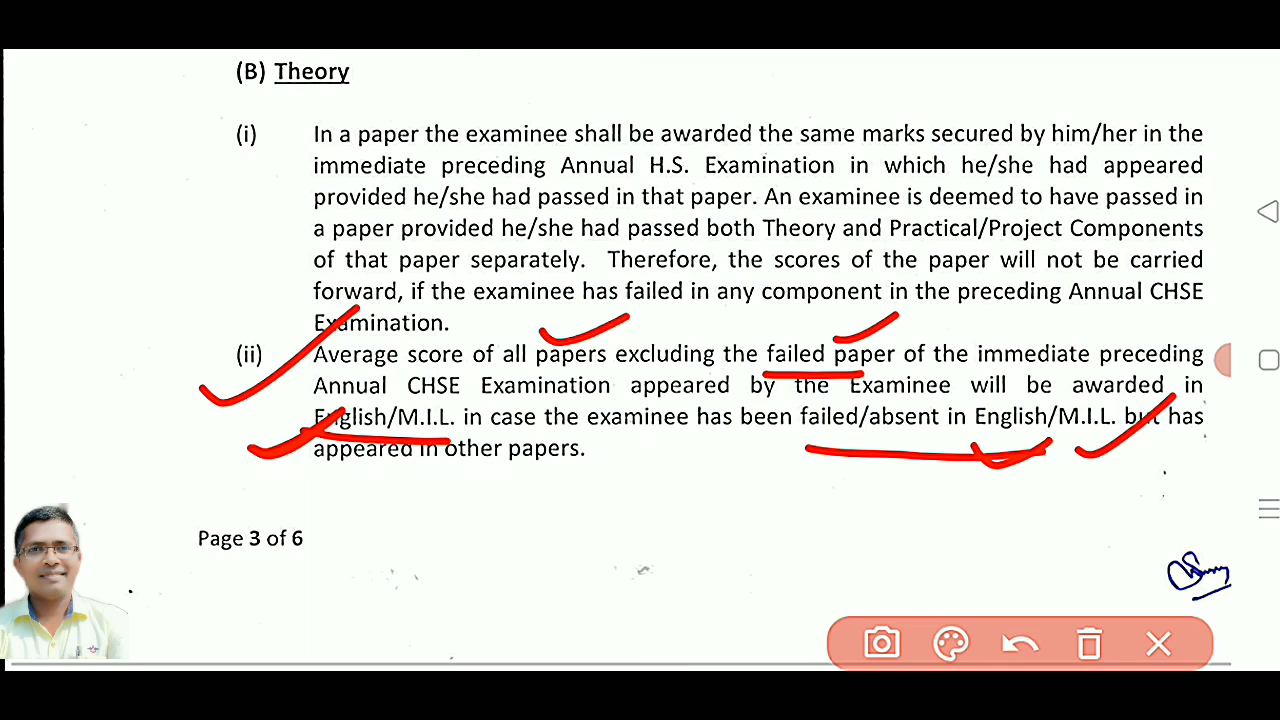 (B) Theory
(i) In a paper the examinee shall be awarded the same marks secured by him/her in the
immediate preceding Annual H.S. Examination in which he/she had appeared
provided he/she had passed in that paper. An examinee is deemed to have passed in
a paper provided he/she had passed both Theory and Practical/Project Components
of that paper separately. Therefore, the scores of the paper will not be carried
forward, if the examinee has failed in any component in the preceding Annual CHSE
Examination.
(ii) Average score of all papers excluding the failed paper of the immediate preceding
Annual CHSE Examination appeared by the Examinee will be awarded in
English/M.I.L. in case the examinee has been failed/absent in English/M.I.L. but has
appeared in other papers.
Page 3 of 6